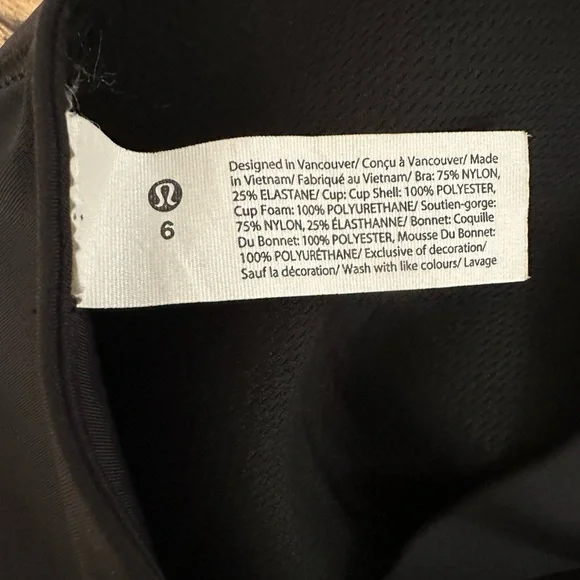 6
Designed in Vancouver/ Conçu à Vancouver/ Made
in Vietnam/ Fabriqué au Vietnam/ Bra: 75% NYLON,
25% ELASTANE/ Cup: Cup Shell: 100% POLYESTER,
Cup Foam: 100% POLYURETHANE/ Soutien-gorge:
75% NYLON, 25% ÉLASTHANNE/ Bonnet: Coquille
Du Bonnet: 100% POLYESTER, Mousse Du Bonnet:
100% POLYURÉTHANE/ Exclusive of decoration/
Sauf la décoration/ Wash with like colours/ Lavage